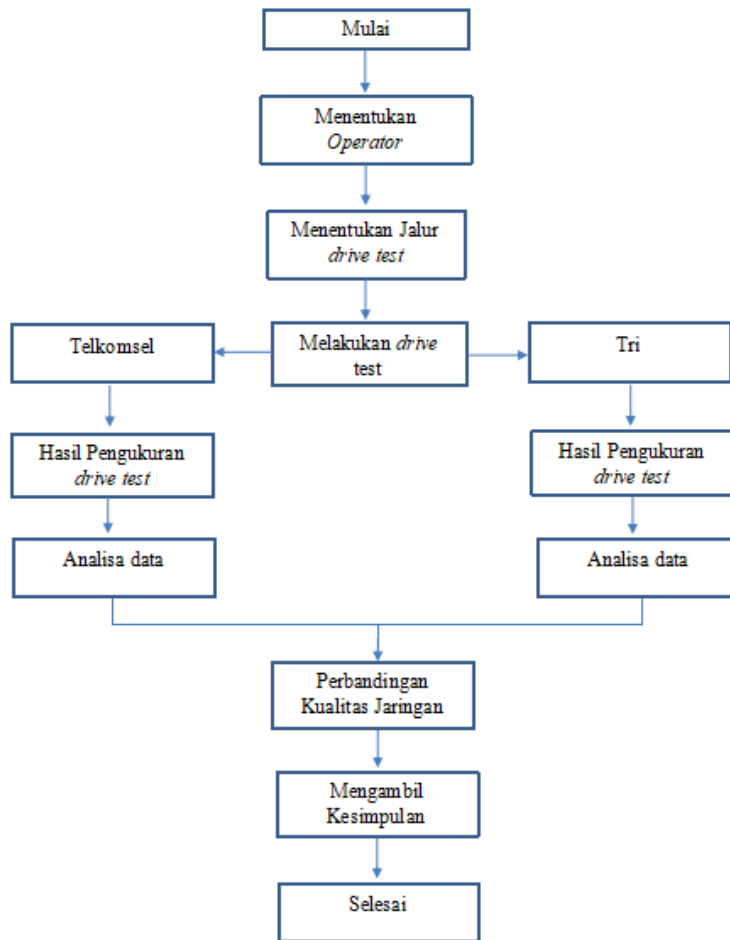 Mulai
Menentukan
Operator
Menentukan Jalur
drive test
Telkomsel
Melakukan drive
test
Tri
Hasil Pengukuran
drive test
Hasil Pengukuran
drive test
Analisa data
Analisa data
Perbandingan
Kualitas Jaringan
Mengambil
Kesimpulan
Selesai